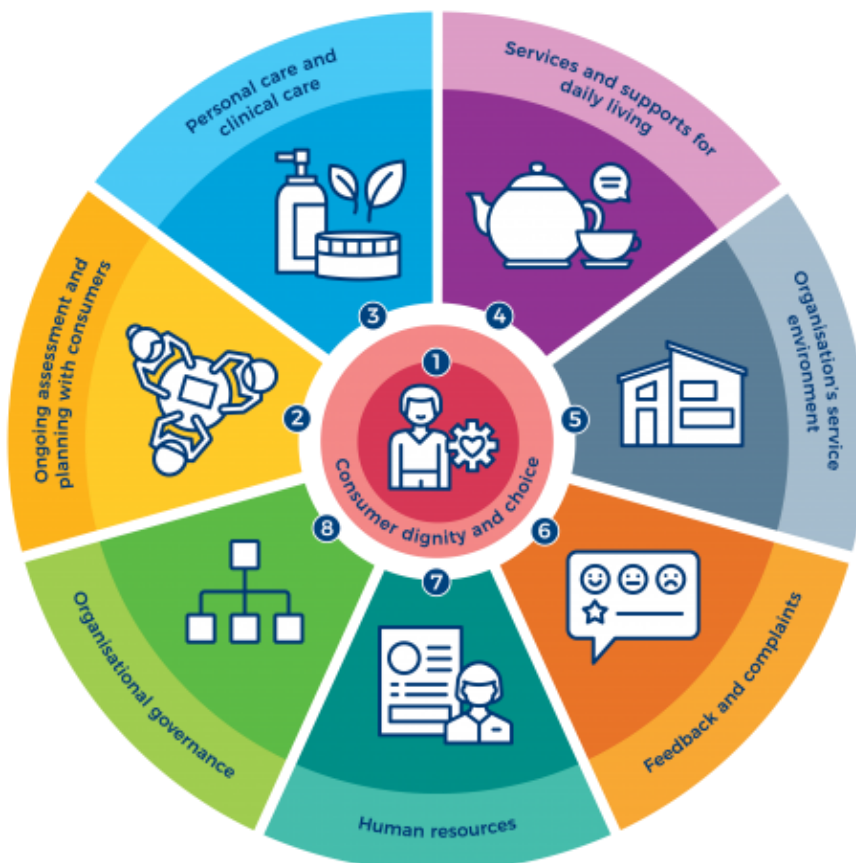 1
Consumer dignity and choice
2
Ongoing assessment and
planning with consumers
3
Personal care and
clinical care
4
Services and supports for
daily living
5
Organisation's service
environment
6
Feedback and complaints
7
Human resources
8
Organisational governance